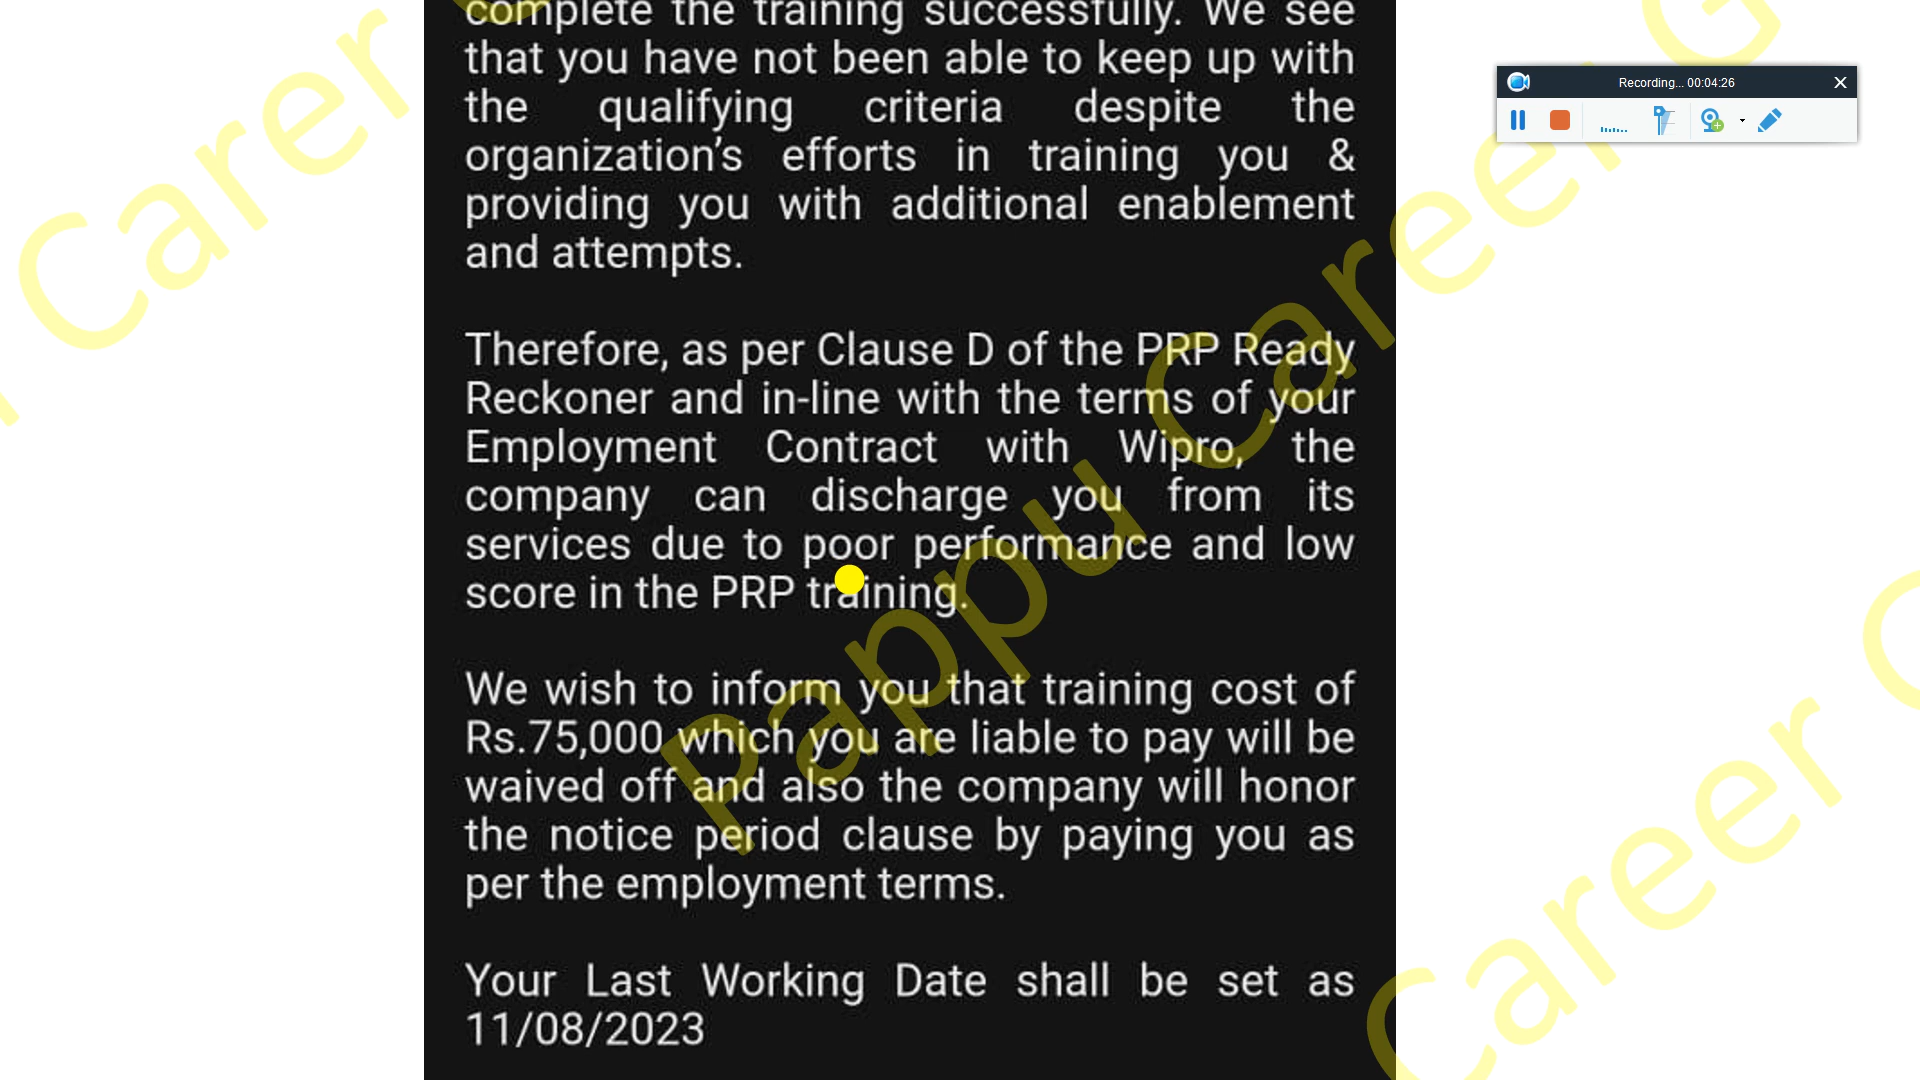 complete the training successfully. We see
that you have not been able to keep up with
the qualifying criteria despite the
organization's efforts in training you &
providing you with additional enablement
and attempts.
Therefore, as per Clause D of the PRP Ready
Reckoner and in-line with the terms of your
Employment Contract with Wipro, the
company can discharge you from its
services due to poor performance and low
score in the PRP training.
We wish to inform you that training cost of
Rs.75,000 which you are liable to pay will be
waived off and also the company will honor
the notice period clause by paying you as
per the employment terms.
Your Last Working Date shall be set as
11/08/2023
Recording... 00:04:26
Career
Pappu Career G
Career